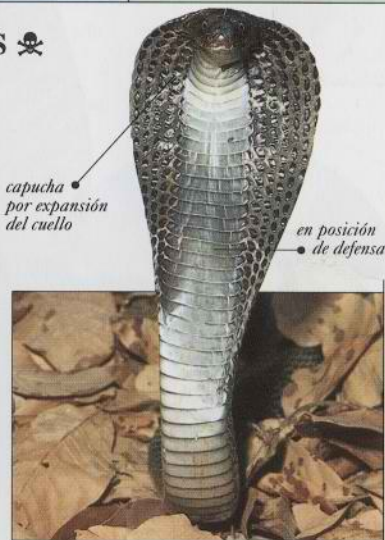 S
capucha
por expansión
del cuello
en posición
de defensa